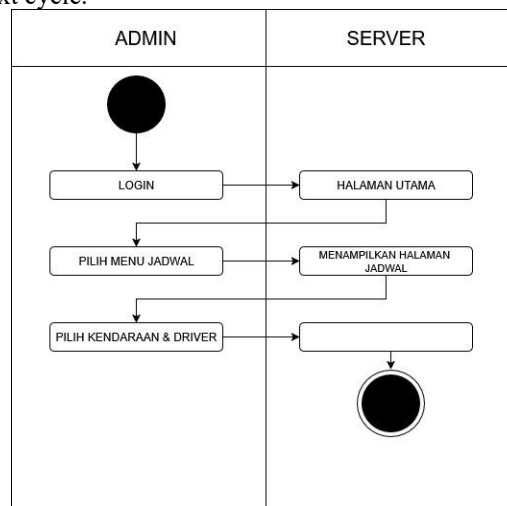 ADMIN
SERVER
LOGIN
HALAMAN UTAMA
PILIH MENU JADWAL
MENAMPILKAN HALAMAN
JADWAL
PILIH KENDARAAN & DRIVER